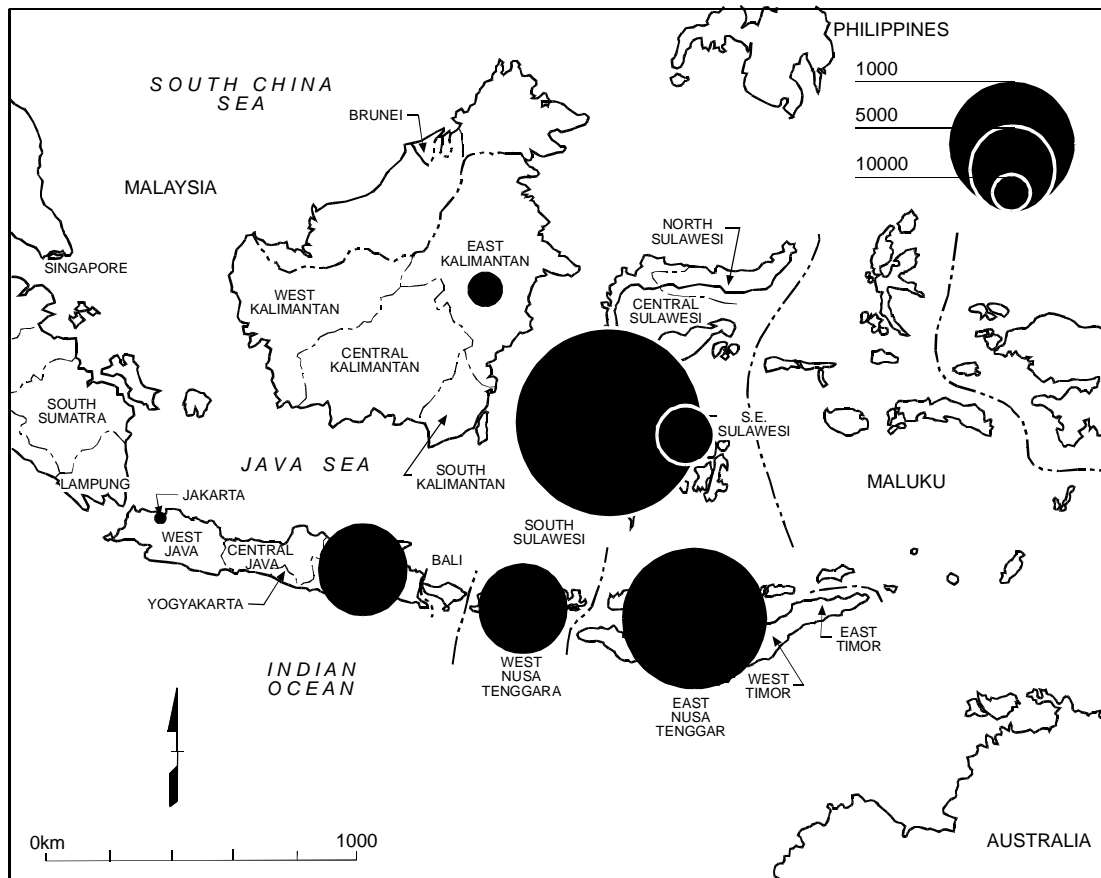 PHILIPPINES
1000
5000
10000
SOUTH CHINA
SEA
BRUNEI
MALAYSIA
NORTH
SULAWESI
EAST
KALIMANTAN
SINGAPORE
WEST
KALIMANTAN
CENTRAL
SULAWESI
CENTRAL
KALIMANTAN
SOUTH
SUMATRA
S.E.
SULAWESI
JAVA SEA
SOUTH
KALIMANTAN
LAMPUNG
MALUKU
JAKARTA
WEST
JAVA
CENTRAL
JAVA
SOUTH
SULAWESI
BALI
YOGYAKARTA
EAST
TIMOR
WEST
NUSA
TENGGARA
WEST
TIMOR
INDIAN
OCEAN
EAST
NUSA
TENGGAR
0km
1000
AUSTRALIA